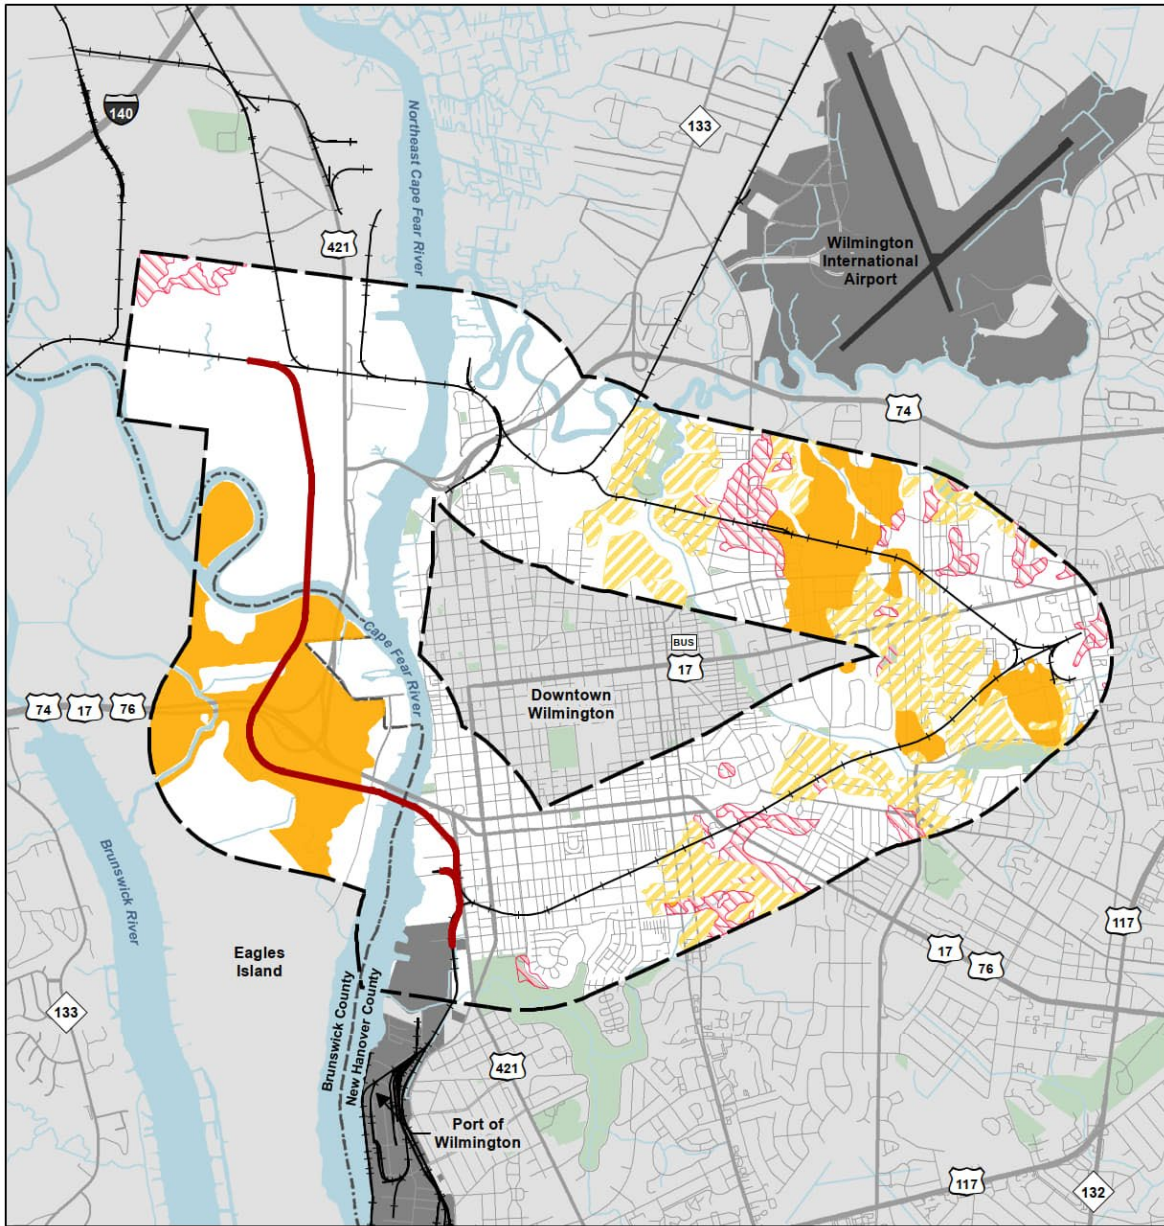 140
133
421
Northeast Cape Fear River
Wilmington
International
Airport
74
Cape Fear River
BUS
17
74
17
76
Downtown
Wilmington
Brunswick River
Eagles
Island
117
17
76
133
Brunswick County
New Hanover County
421
Port of
Wilmington
117
132